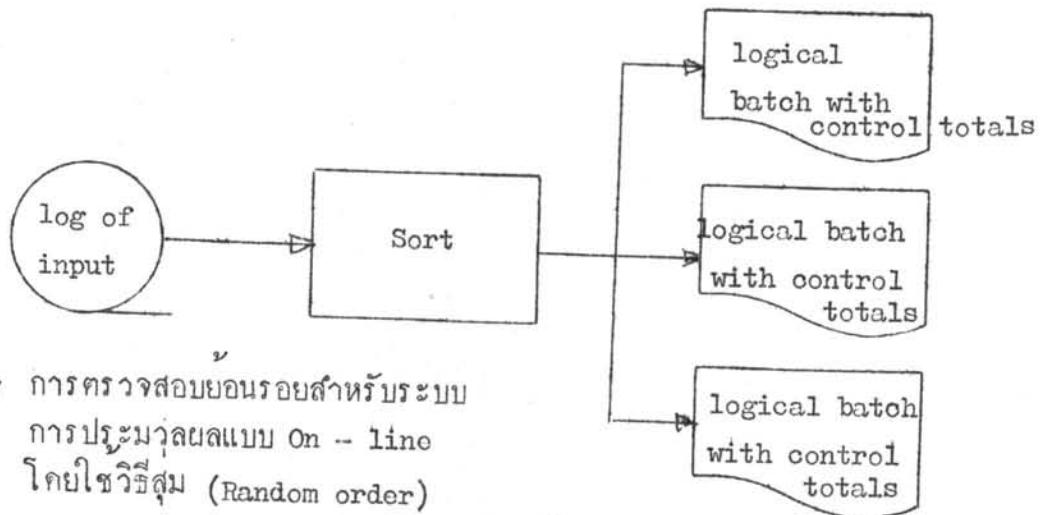 logical
batch with
control totals
log of
input
Sort
logical batch
with control
totals
การตรวจสอบย้อนรอยสำหรับระบบ
การประมวลผลแบบ On - line
โดยใช้วิธีสุ่ม (Random order)
logical batch
with control
totals